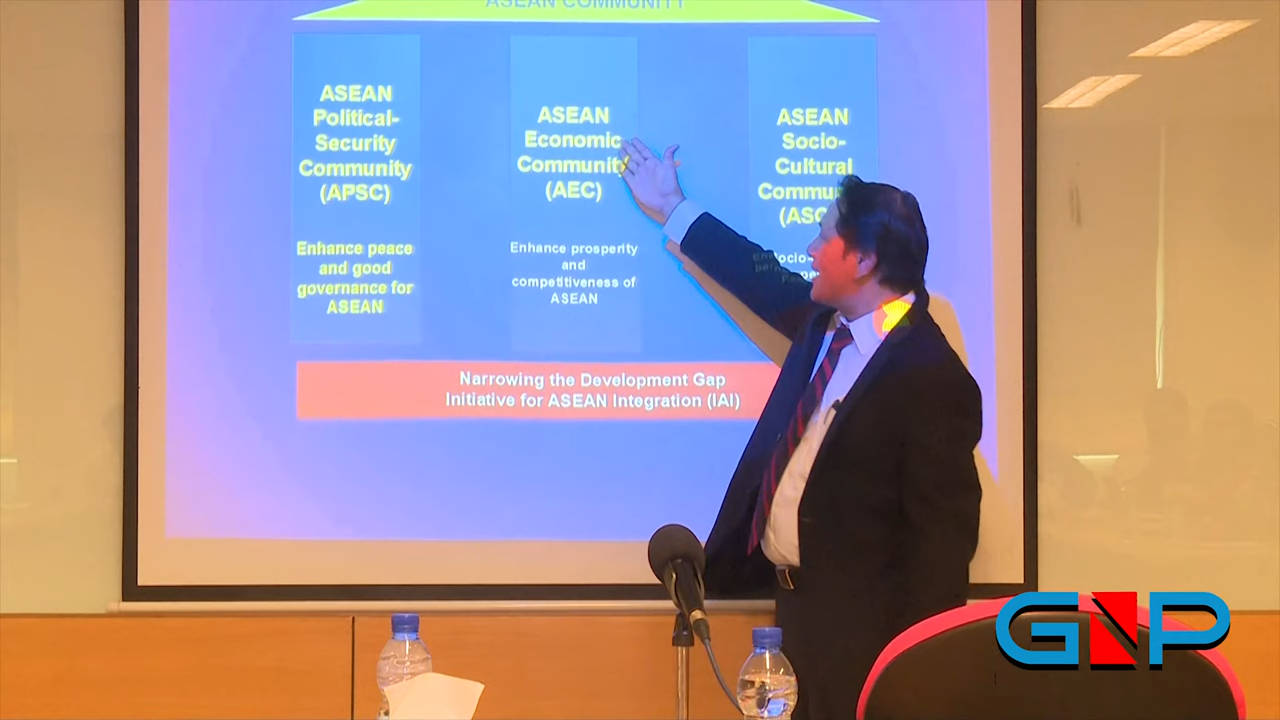 ASEAN COMMUNITY
ASEAN
Political-
Security
Community
(APSC)
Enhance peace
and good
governance for
ASEAN
ASEAN
Economic
Community
(AEC)
Enhance prosperity
and
competitiveness of
ASEAN
ASEAN
Socio-
Cultural
Narrowing the Development Gap
Initiative for ASEAN Integration (IAI)
GNP